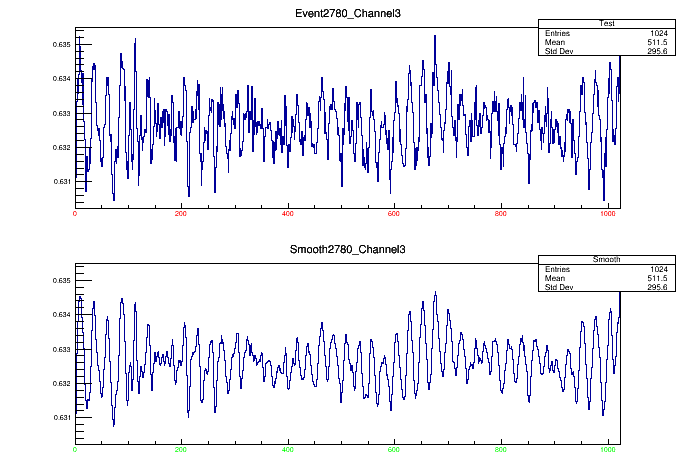 Event2780_Channel3
Test
Entries 1024
Mean 511.5
Std Dev 295.6
0.635
0.634
0.633
0.632
0.631
0 200 400 600 800 1000
Smooth2780_Channel3
Smooth
Entries 1024
Mean 511.5
Std Dev 295.6
0.635
0.634
0.633
0.632
0.631
0 200 400 600 800 1000